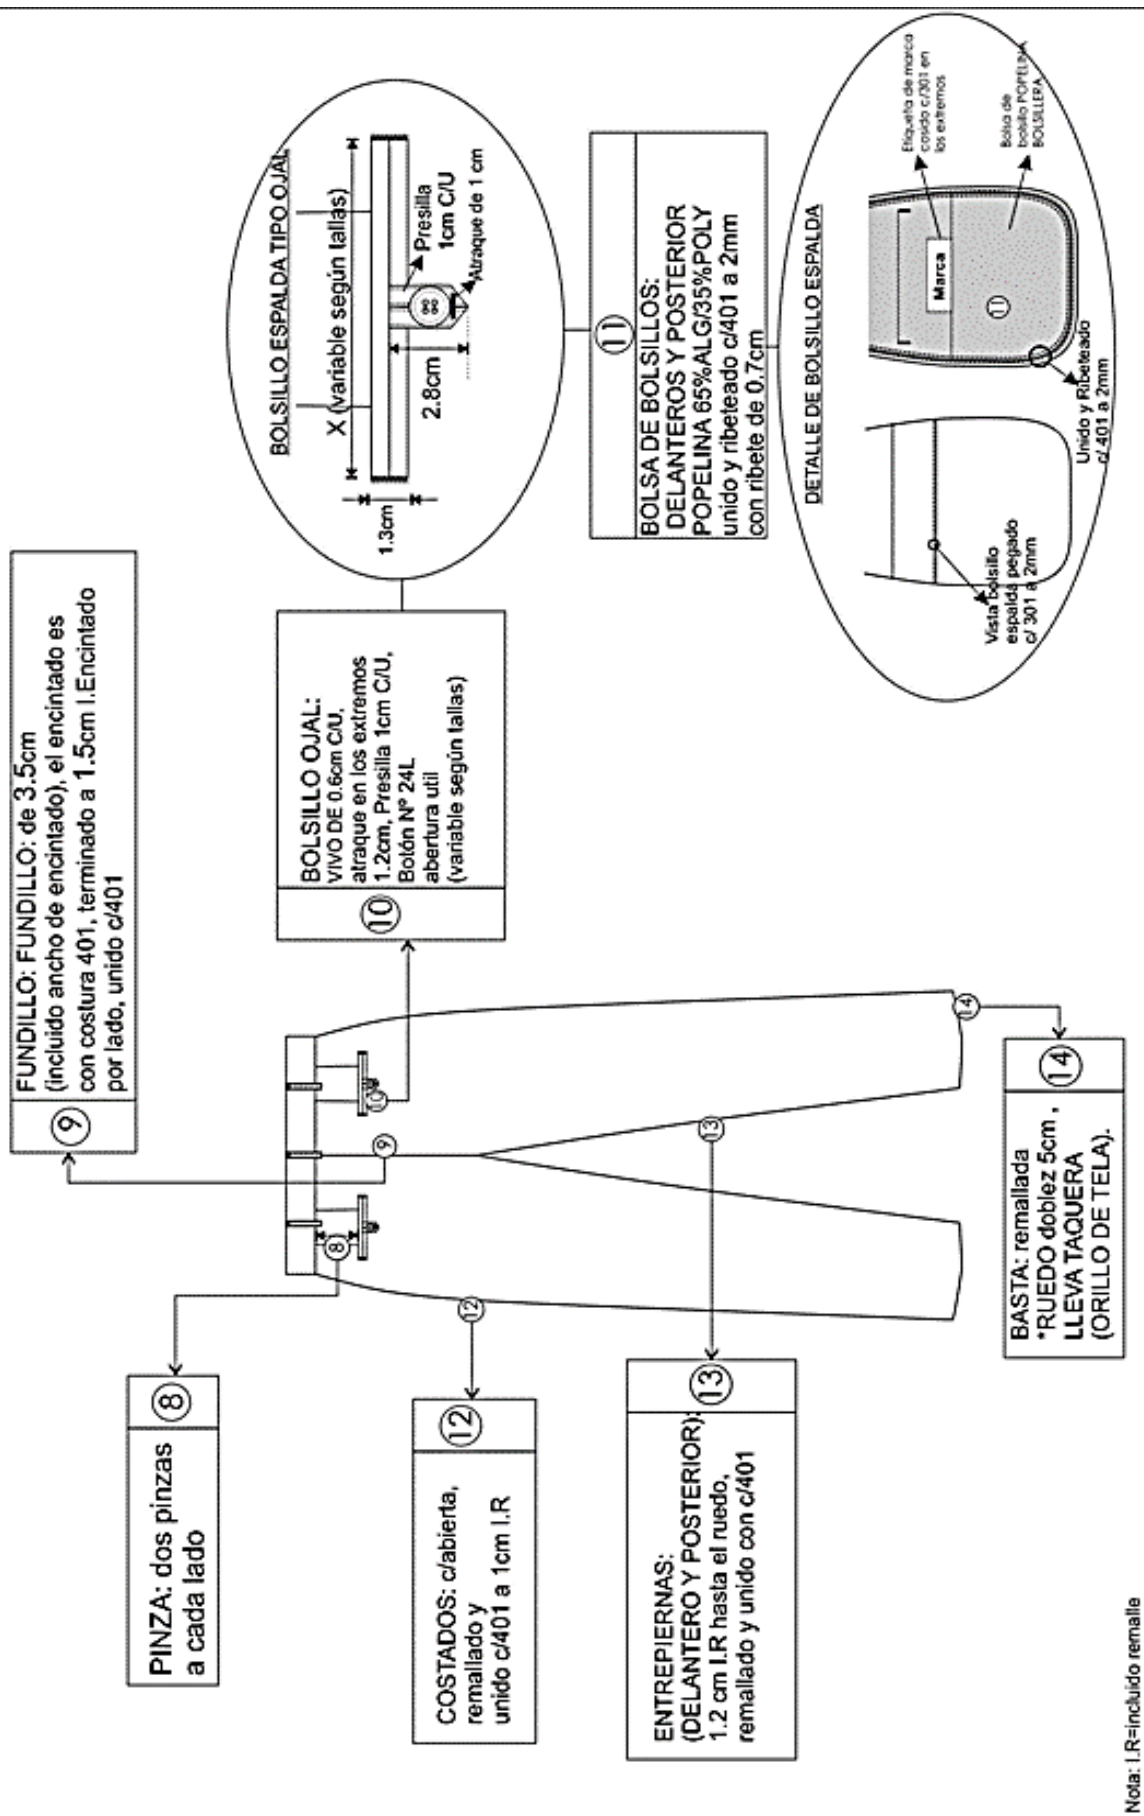 PINZA: dos pinzas
a cada lado
8
FUNDILLO: FUNDILLO: de 3.5cm
(incluido ancho de encintado), el encintado es
con costura 401, terminado a 1.5cm I.Encintado
por lado, unido c/401
9
BOLSILLO OJAL:
VIVO DE 0.6cm C/U,
atraque en los extremos
1.2cm, Presilla 1cm C/U,
Botón Nº 24L
abertura util
(variable según tallas)
10
BOLSILLO ESPALDA TIPO OJAL
X (variable según tallas)
Presilla
1cm C/U
Atraque de 1 cm
2.8cm
1.3cm
11
BOLSA DE BOLSILLOS:
DELANTEROS Y POSTERIOR
POPELINA 65%ALG/35%POLY
unido y ribeteado c/401 a 2mm
con ribete de 0.7cm
DETALLE DE BOLSILLO ESPALDA
Etiqueta de marca
cosido c/301 en
los extremos
Marca
Bolsa de
bolsillo POPELINA
BOLSILLERA
11
Unido y Ribeteado
c/ 401 a 2mm
Vista bolsillo
espalda pegado
c/ 301 a 2mm
8
9
10
12
13
14
COSTADOS: c/abierta,
remallado y
unido c/401 a 1cm I.R
12
ENTREPIERNAS:
(DELANTERO Y POSTERIOR):
1.2 cm I.R hasta el ruedo,
remallado y unido con c/401
13
BASTA: remallada
*RUEDO doblez 5cm ,
LLEVA TAQUERA
(ORILLO DE TELA).
14
Nota: I.R=incluido remalle